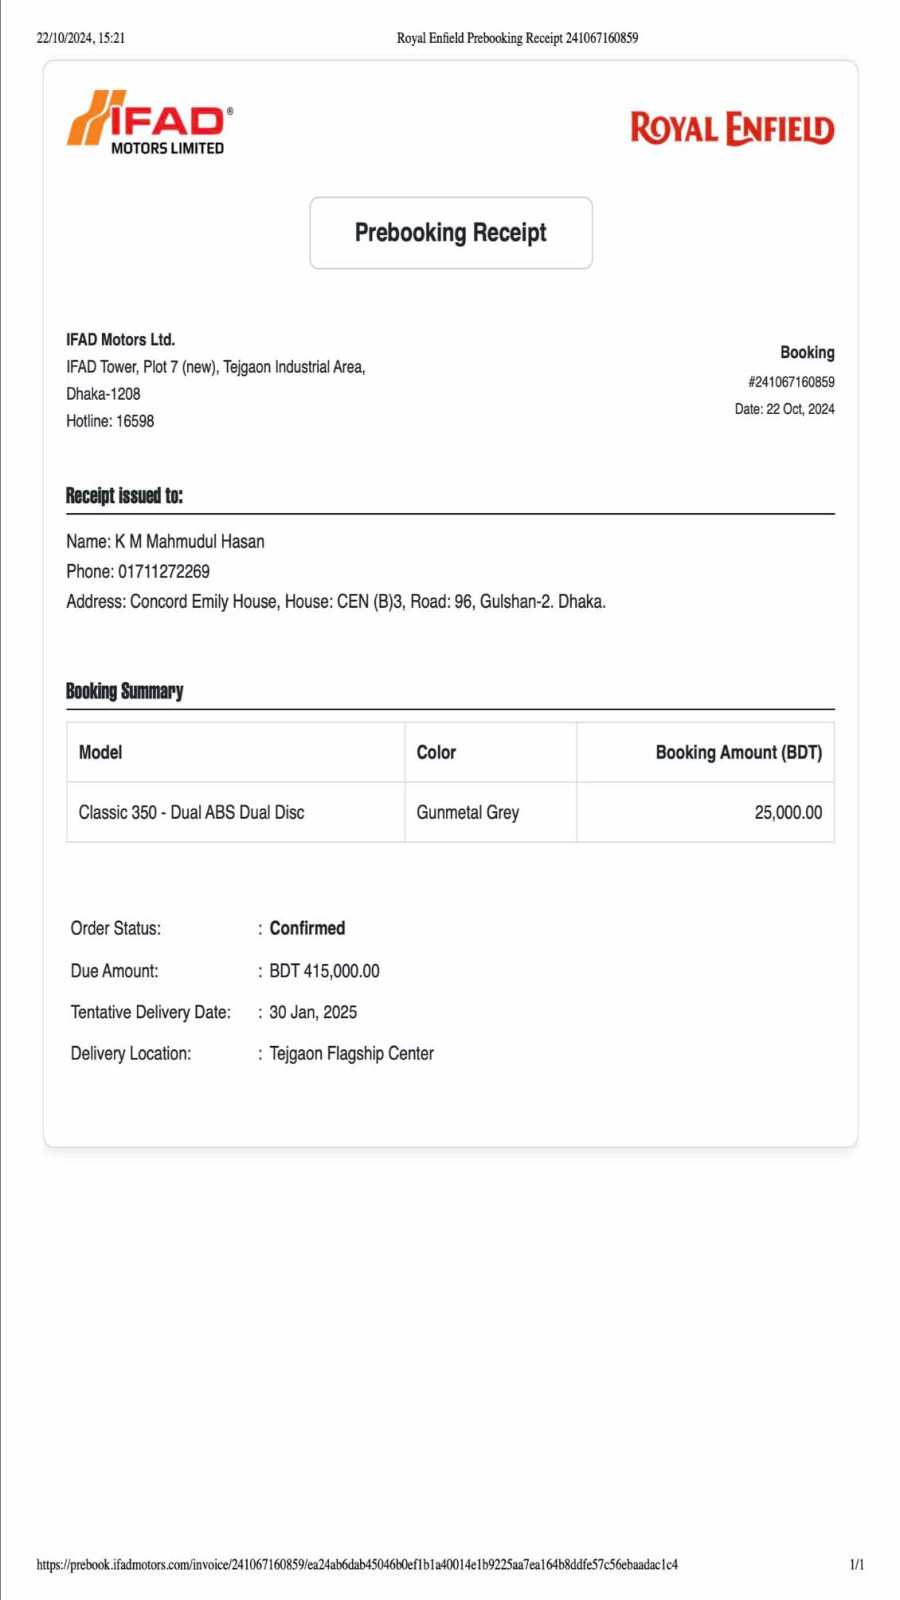 22/10/2024, 15:21
Royal Enfield Prebooking Receipt 241067160859
IFAD®
MOTORS LIMITED
ROYAL ENFIELD
Prebooking Receipt
IFAD Motors Ltd.
IFAD Tower, Plot 7 (new), Tejgaon Industrial Area,
Dhaka-1208
Hotline: 16598
Booking
#241067160859
Date: 22 Oct, 2024
Receipt issued to:
Name: K M Mahmudul Hasan
Phone: 01711272269
Address: Concord Emily House, House: CEN (B)3, Road: 96, Gulshan-2. Dhaka.
Booking Summary
Model Color Booking Amount (BDT)
Classic 350 - Dual ABS Dual Disc Gunmetal Grey 25,000.00
Order Status: : Confirmed
Due Amount: : BDT 415,000.00
Tentative Delivery Date: : 30 Jan, 2025
Delivery Location: : Tejgaon Flagship Center
https://prebook.ifadmotors.com/invoice/241067160859/ea24ab6dab45046b0ef1b1a40014e1b9225aa7ea164b8ddfe57c56ebaadac1c4
1/1